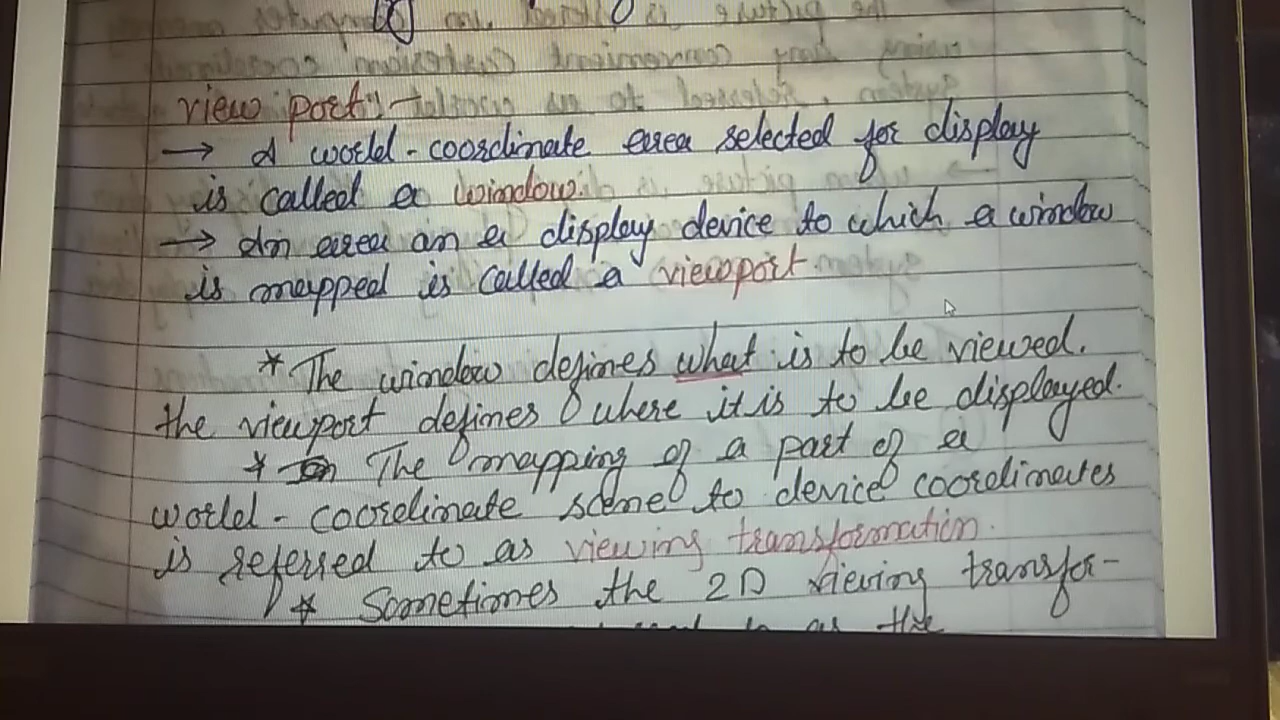 view port :-
→ A world-coordinate area selected for display
is called a window.
→ An area on a display device to which a window
is mapped is called a viewport
* The window defines what is to be viewed.
the viewport defines where it is to be displayed.
* The mapping of a part of a
world-coordinate scene to device coordinates
is referred to as viewing transformation.
* Sometimes the 2D viewing transfor-
to as the